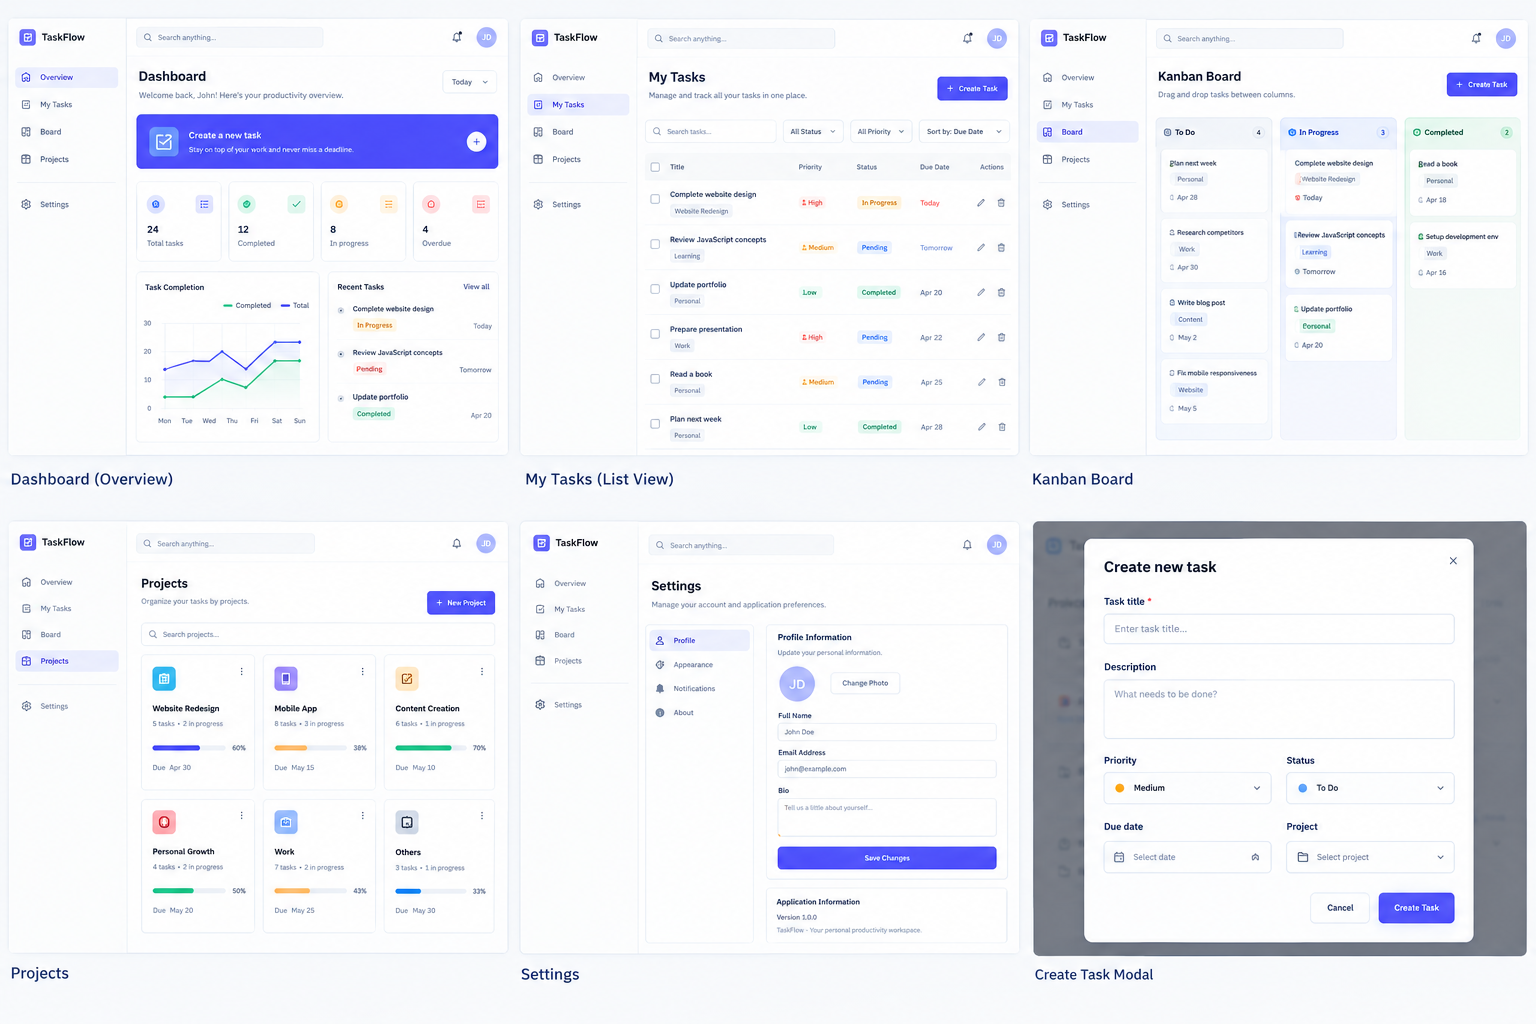 TaskFlow
Search anything...
JD
Overview
My Tasks
Board
Projects
Settings
Dashboard
Welcome back, John! Here's your productivity overview.
Today
Create a new task
Stay on top of your work and never miss a deadline.
24
Total tasks
12
Completed
8
In progress
4
Overdue
Task Completion
Completed
Total
30
20
10
0
Mon Tue Wed Thu Fri Sat Sun
Recent Tasks
View all
Complete website design
In Progress
Today
Review JavaScript concepts
Pending
Tomorrow
Update portfolio
Completed
Apr 20
Dashboard (Overview)
TaskFlow
Search anything...
JD
Overview
My Tasks
Board
Projects
Settings
My Tasks
Manage and track all your tasks in one place.
+ Create Task
Search tasks...
All Status
All Priority
Sort by: Due Date
Title Priority Status Due Date Actions
Complete website design
Website Redesign
High In Progress Today
Review JavaScript concepts
Learning
Medium Pending Tomorrow
Update portfolio
Personal
Low Completed Apr 20
Prepare presentation
Work
High Pending Apr 22
Read a book
Personal
Medium Pending Apr 25
Plan next week
Personal
Low Completed Apr 28
My Tasks (List View)
TaskFlow
Search anything...
JD
Overview
My Tasks
Board
Projects
Settings
Kanban Board
Drag and drop tasks between columns.
+ Create Task
To Do 4
Plan next week
Personal
Apr 28
Research competitors
Work
Apr 30
Write blog post
Content
May 2
Fix mobile responsiveness
Website
May 5
In Progress 3
Complete website design
Website Redesign
Today
Review JavaScript concepts
Learning
Tomorrow
Update portfolio
Personal
Apr 20
Completed 2
Read a book
Personal
Apr 18
Setup development env
Work
Apr 16
Kanban Board
TaskFlow
Search anything...
JD
Overview
My Tasks
Board
Projects
Settings
Projects
Organize your tasks by projects.
+ New Project
Search projects...
Website Redesign
5 tasks • 2 in progress
60%
Due Apr 30
Mobile App
8 tasks • 3 in progress
38%
Due May 15
Content Creation
6 tasks • 1 in progress
70%
Due May 10
Personal Growth
4 tasks • 2 in progress
50%
Due May 20
Work
7 tasks • 2 in progress
43%
Due May 25
Others
3 tasks • 1 in progress
33%
Due May 30
Projects
TaskFlow
Search anything...
JD
Overview
My Tasks
Board
Projects
Settings
Settings
Manage your account and application preferences.
Profile
Appearance
Notifications
About
Profile Information
Update your personal information.
JD
Change Photo
Full Name
John Doe
Email Address
john@example.com
Bio
Tell us a little about yourself...
Save Changes
Application Information
Version 1.0.0
TaskFlow - Your personal productivity workspace.
Settings
Create new task
Task title *
Enter task title...
Description
What needs to be done?
Priority
Medium
Status
To Do
Due date
Select date
Project
Select project
Cancel
Create Task
Create Task Modal